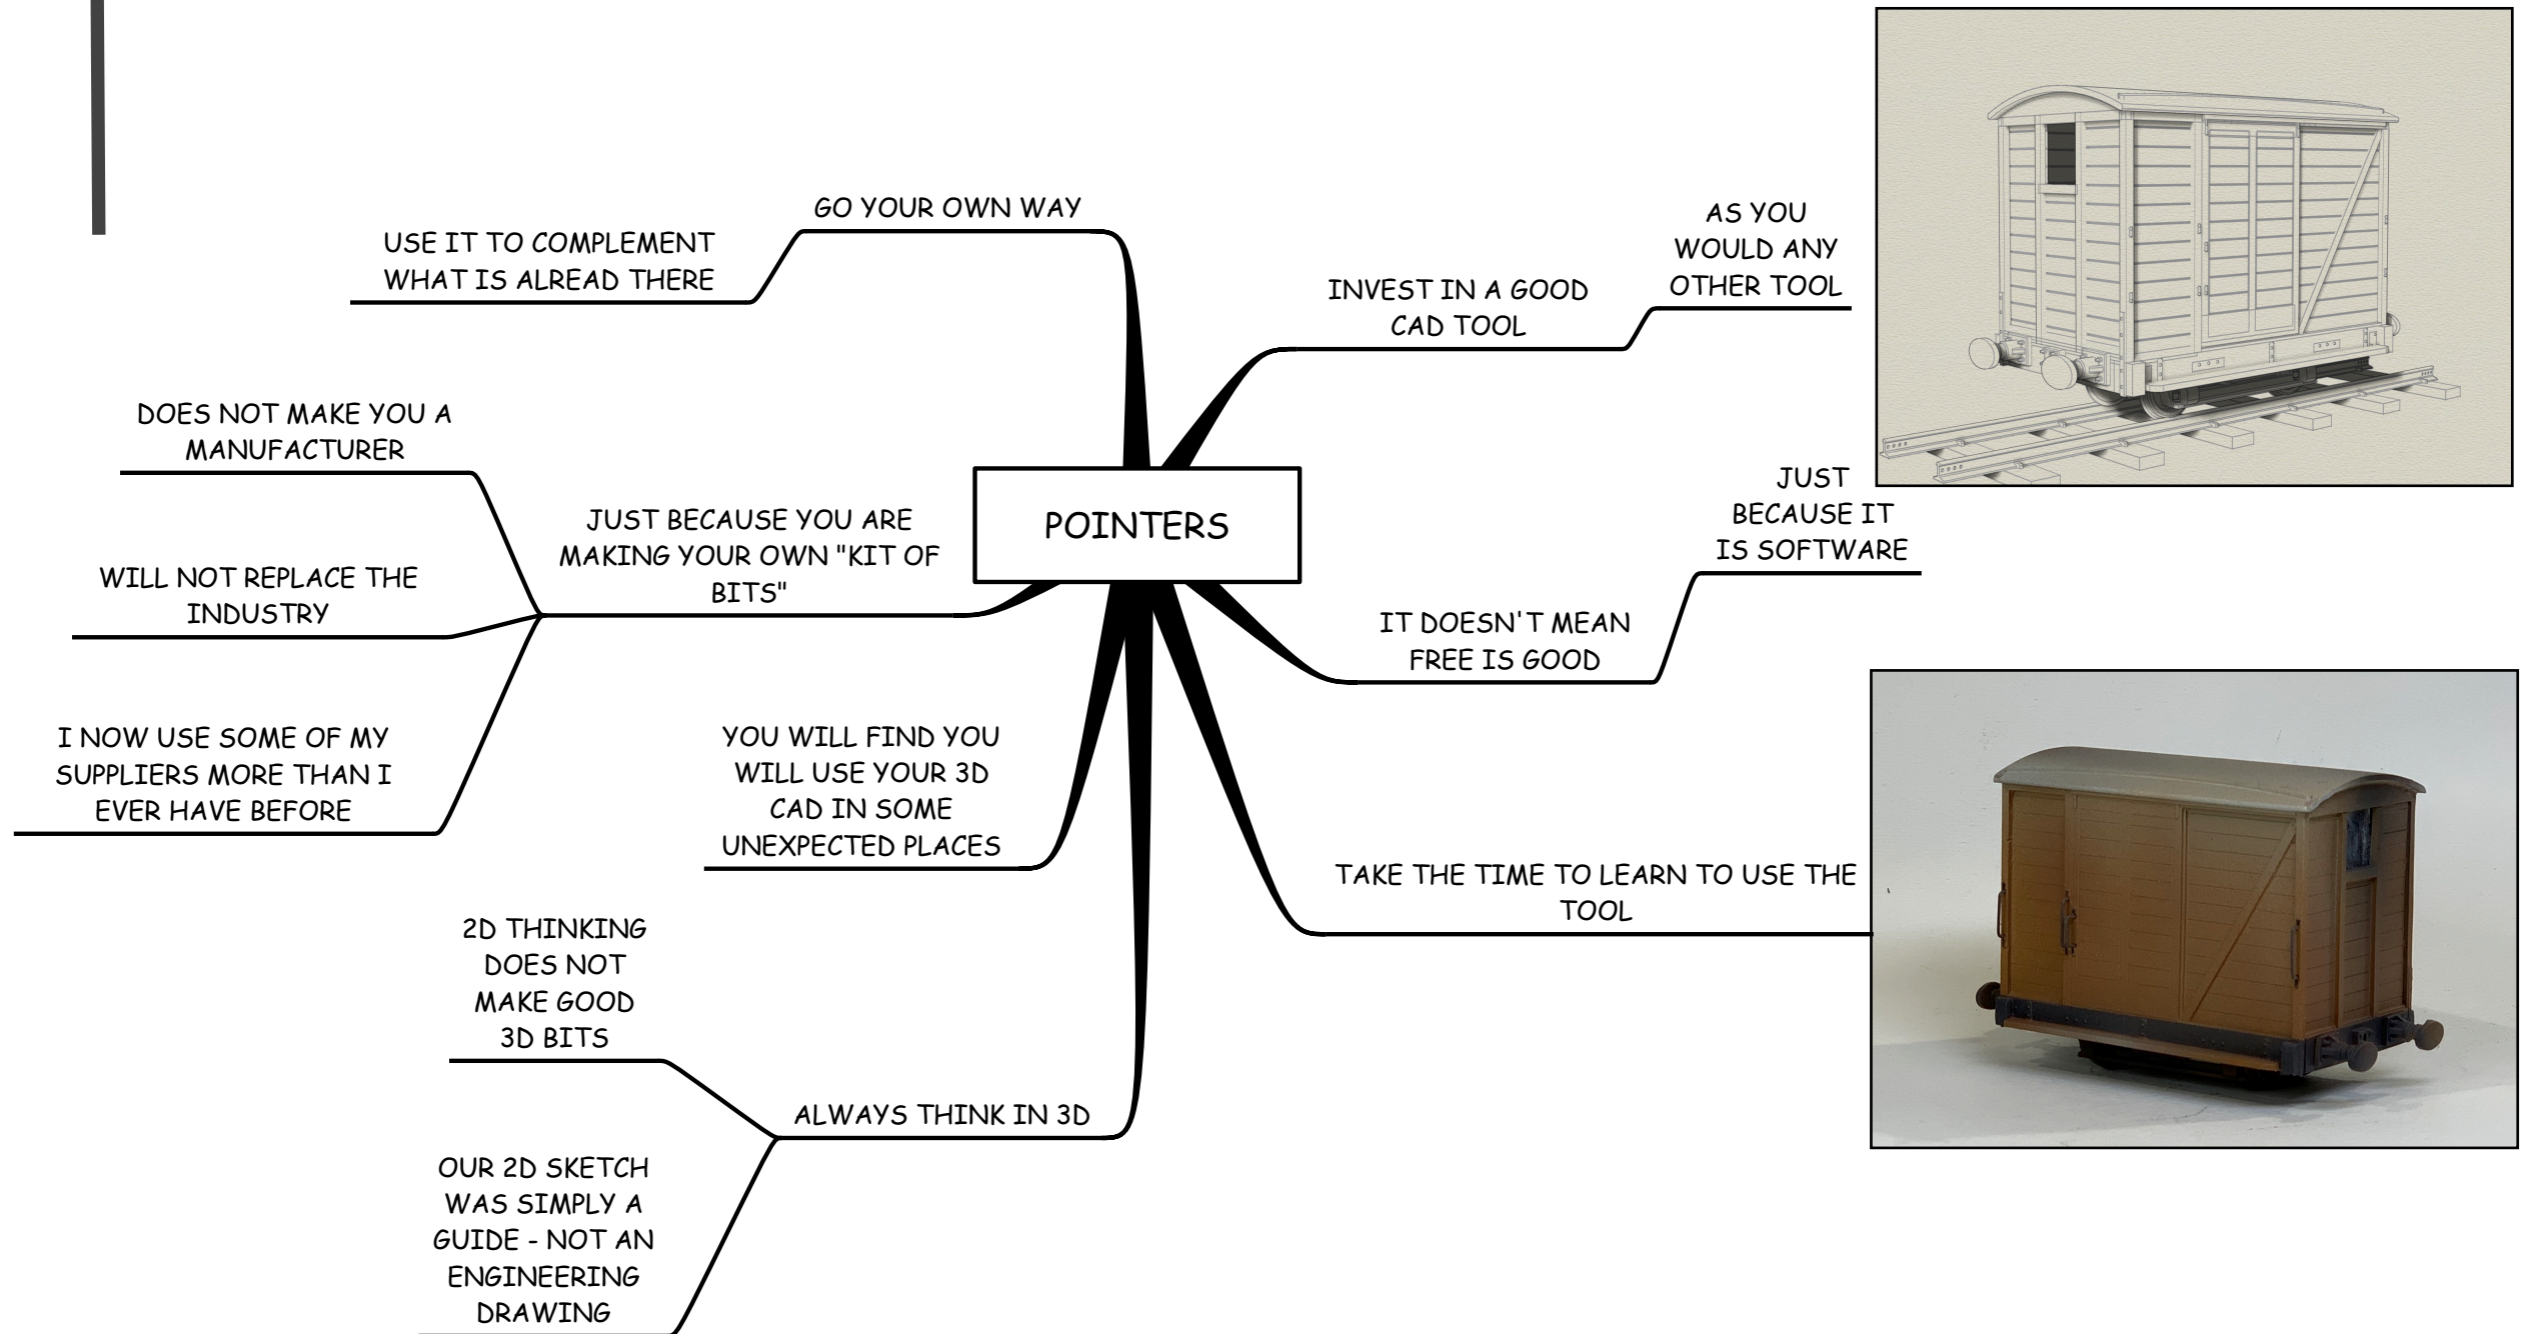 GO YOUR OWN WAY
USE IT TO COMPLEMENT
WHAT IS ALREAD THERE
AS YOU
WOULD ANY
OTHER TOOL
INVEST IN A GOOD
CAD TOOL
DOES NOT MAKE YOU A
MANUFACTURER
JUST BECAUSE YOU ARE
MAKING YOUR OWN "KIT OF
BITS"
POINTERS
JUST
BECAUSE IT
IS SOFTWARE
WILL NOT REPLACE THE
INDUSTRY
IT DOESN'T MEAN
FREE IS GOOD
I NOW USE SOME OF MY
SUPPLIERS MORE THAN I
EVER HAVE BEFORE
YOU WILL FIND YOU
WILL USE YOUR 3D
CAD IN SOME
UNEXPECTED PLACES
TAKE THE TIME TO LEARN TO USE THE
TOOL
2D THINKING
DOES NOT
MAKE GOOD
3D BITS
ALWAYS THINK IN 3D
OUR 2D SKETCH
WAS SIMPLY A
GUIDE - NOT AN
ENGINEERING
DRAWING